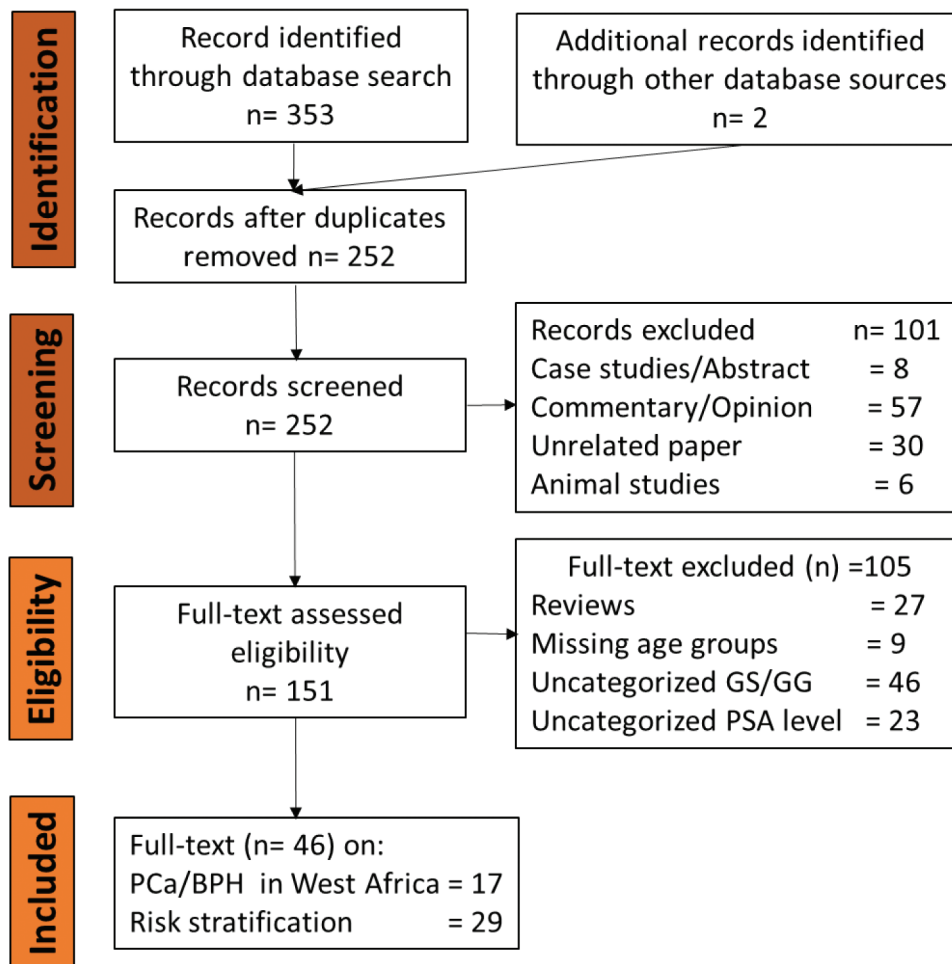 Identification
Record identified
through database search
n= 353
Additional records identified
through other database sources
n= 2
Records after duplicates
removed n= 252
Screening
Records screened
n= 252
Records excluded n= 101
Case studies/Abstract = 8
Commentary/Opinion = 57
Unrelated paper = 30
Animal studies = 6
Eligibility
Full-text assessed
eligibility
n= 151
Full-text excluded (n) =105
Reviews = 27
Missing age groups = 9
Uncategorized GS/GG = 46
Uncategorized PSA level = 23
Included
Full-text (n= 46) on:
PCa/BPH in West Africa = 17
Risk stratification = 29